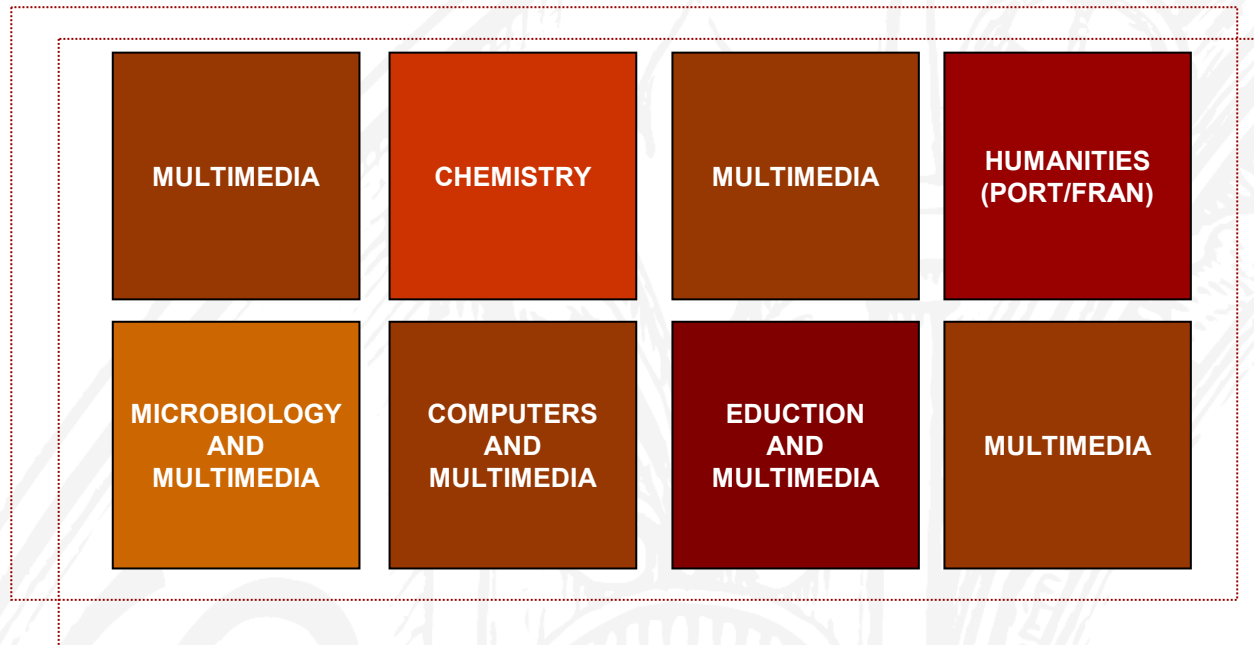 MULTIMEDIA
CHEMISTRY
MULTIMEDIA
HUMANITIES
(PORT/FRAN)
MICROBIOLOGY
AND
MULTIMEDIA
COMPUTERS
AND
MULTIMEDIA
EDUCTION
AND
MULTIMEDIA
MULTIMEDIA